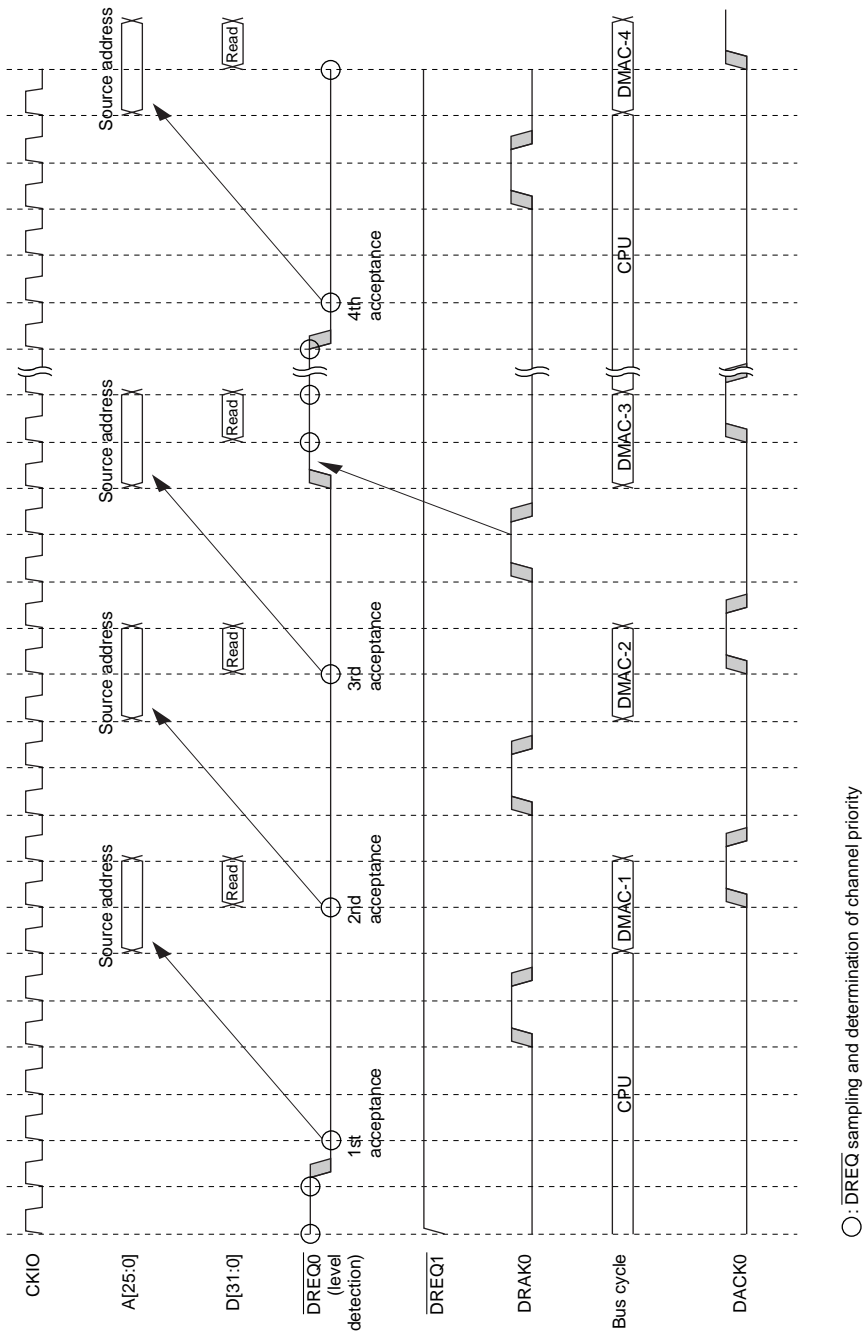 CKIO
A[25:0]
Source address
Source address
Source address
Source address
D[31:0]
Read
Read
Read
Read
DREQ0
(level
detection)
1st
acceptance
2nd
acceptance
3rd
acceptance
4th
acceptance
DREQ1
DRAK0
Bus cycle
CPU
DMAC-1
DMAC-2
DMAC-3
CPU
DMAC-4
DACK0
: DREQ sampling and determination of channel priority